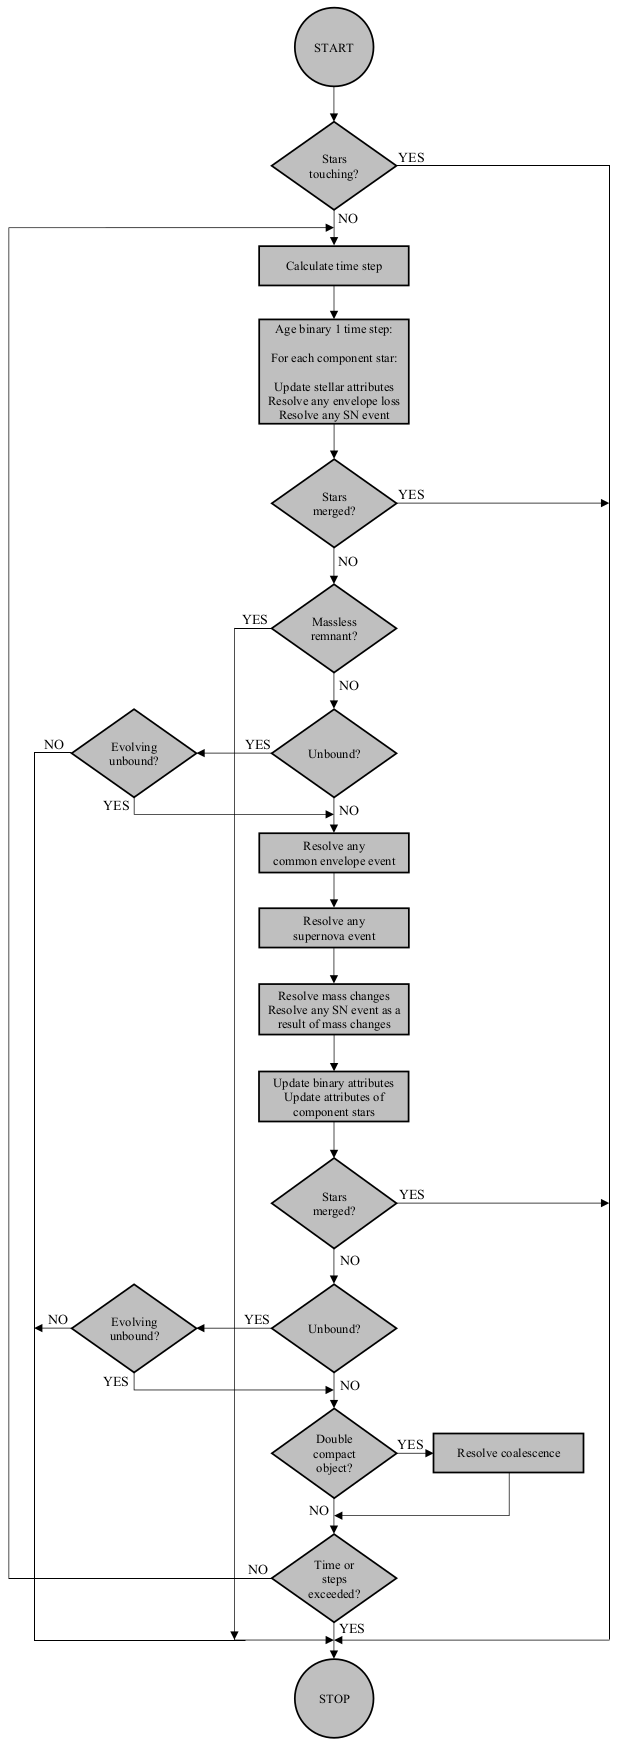 START
Stars
touching?
YES
NO
Calculate time step
Age binary 1 time step:
For each component star:
Update stellar attributes
Resolve any envelope loss
Resolve any SN event
Stars
merged?
YES
NO
YES
Massless
remnant?
NO
NO
Evolving
unbound?
YES
Unbound?
YES
NO
Resolve any
common envelope event
Resolve any
supernova event
Resolve mass changes
Resolve any SN event as a
result of mass changes
Update binary attributes
Update attributes of
component stars
Stars
merged?
YES
NO
NO
Evolving
unbound?
YES
Unbound?
YES
NO
Double
compact
object?
YES
Resolve coalescence
NO
NO
Time or
steps
exceeded?
YES
STOP